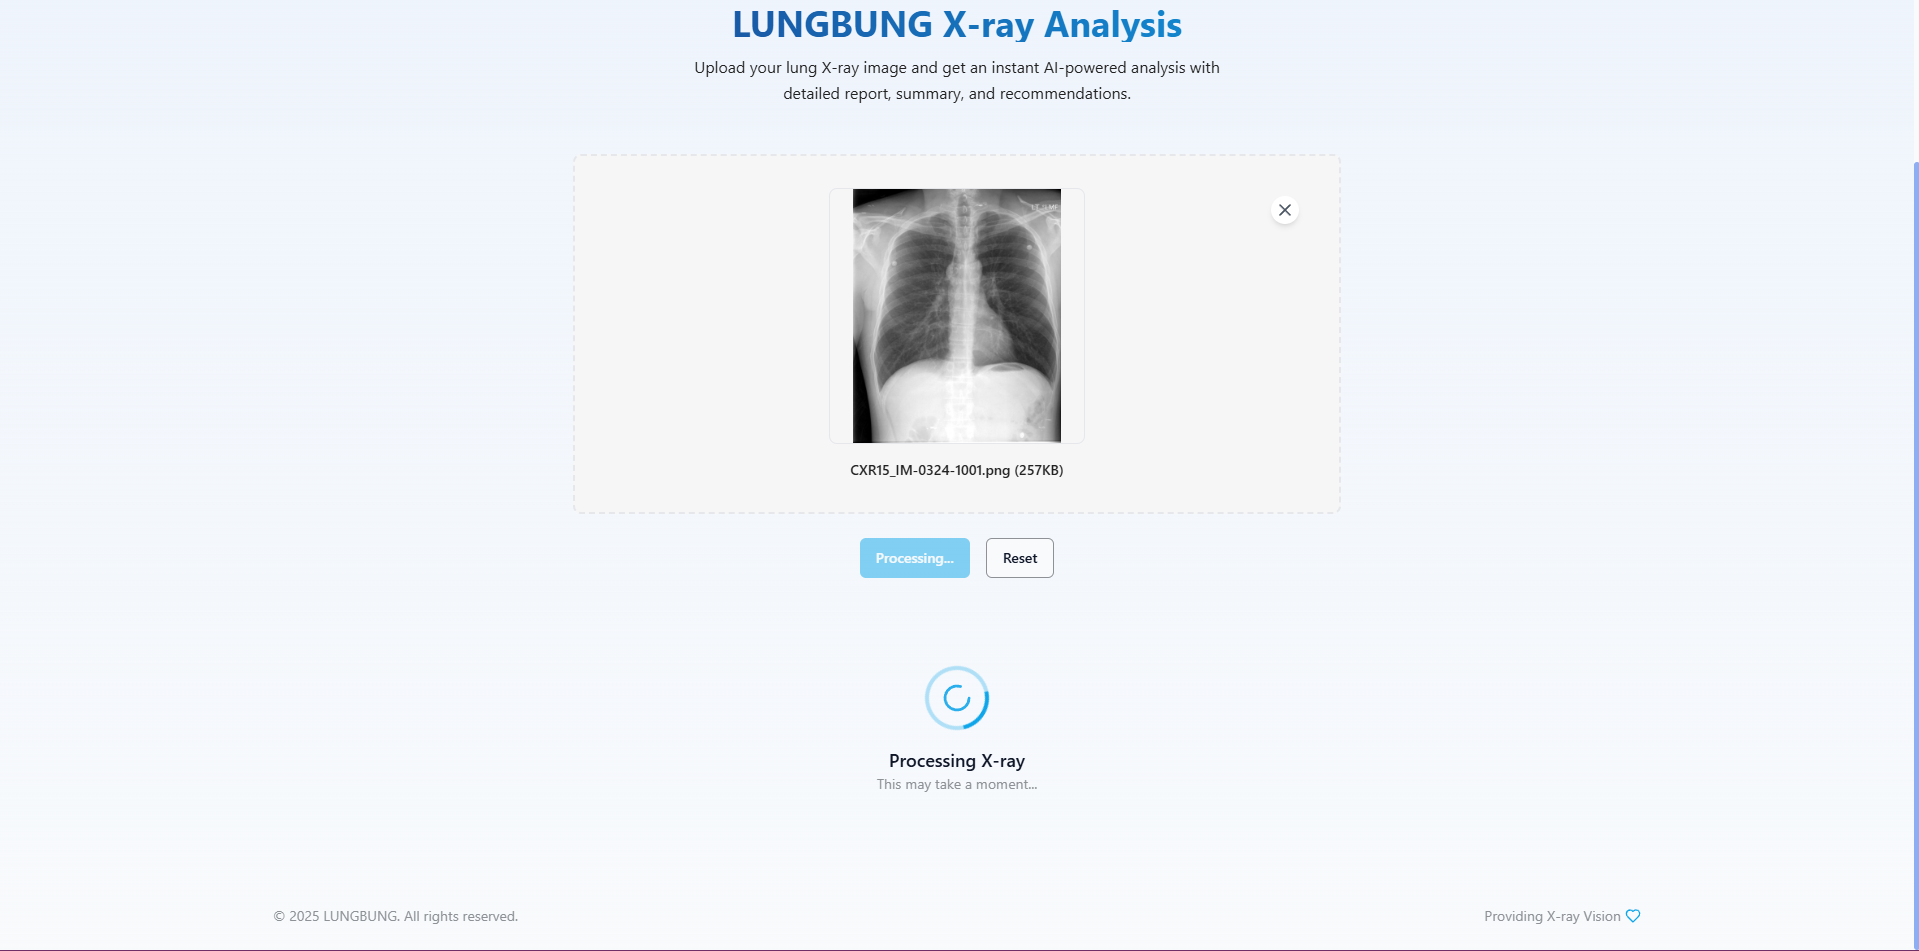 LUNGBUNG X-ray Analysis
Upload your lung X-ray image and get an instant AI-powered analysis with
detailed report, summary, and recommendations.
CXR15_IM-0324-1001.png (257KB)
Processing...
Reset
Processing X-ray
This may take a moment...
© 2025 LUNGBUNG. All rights reserved.
Providing X-ray Vision